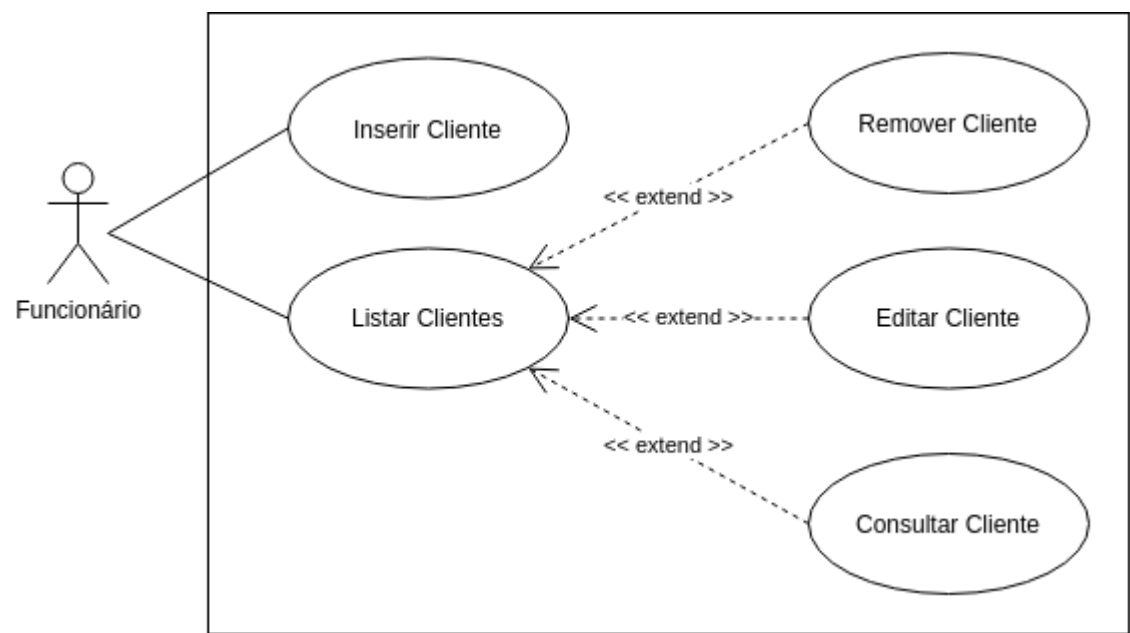 Inserir Cliente
Remover Cliente
<< extend >>
Funcionário
Listar Clientes
<< extend >>
Editar Cliente
<< extend >>
Consultar Cliente